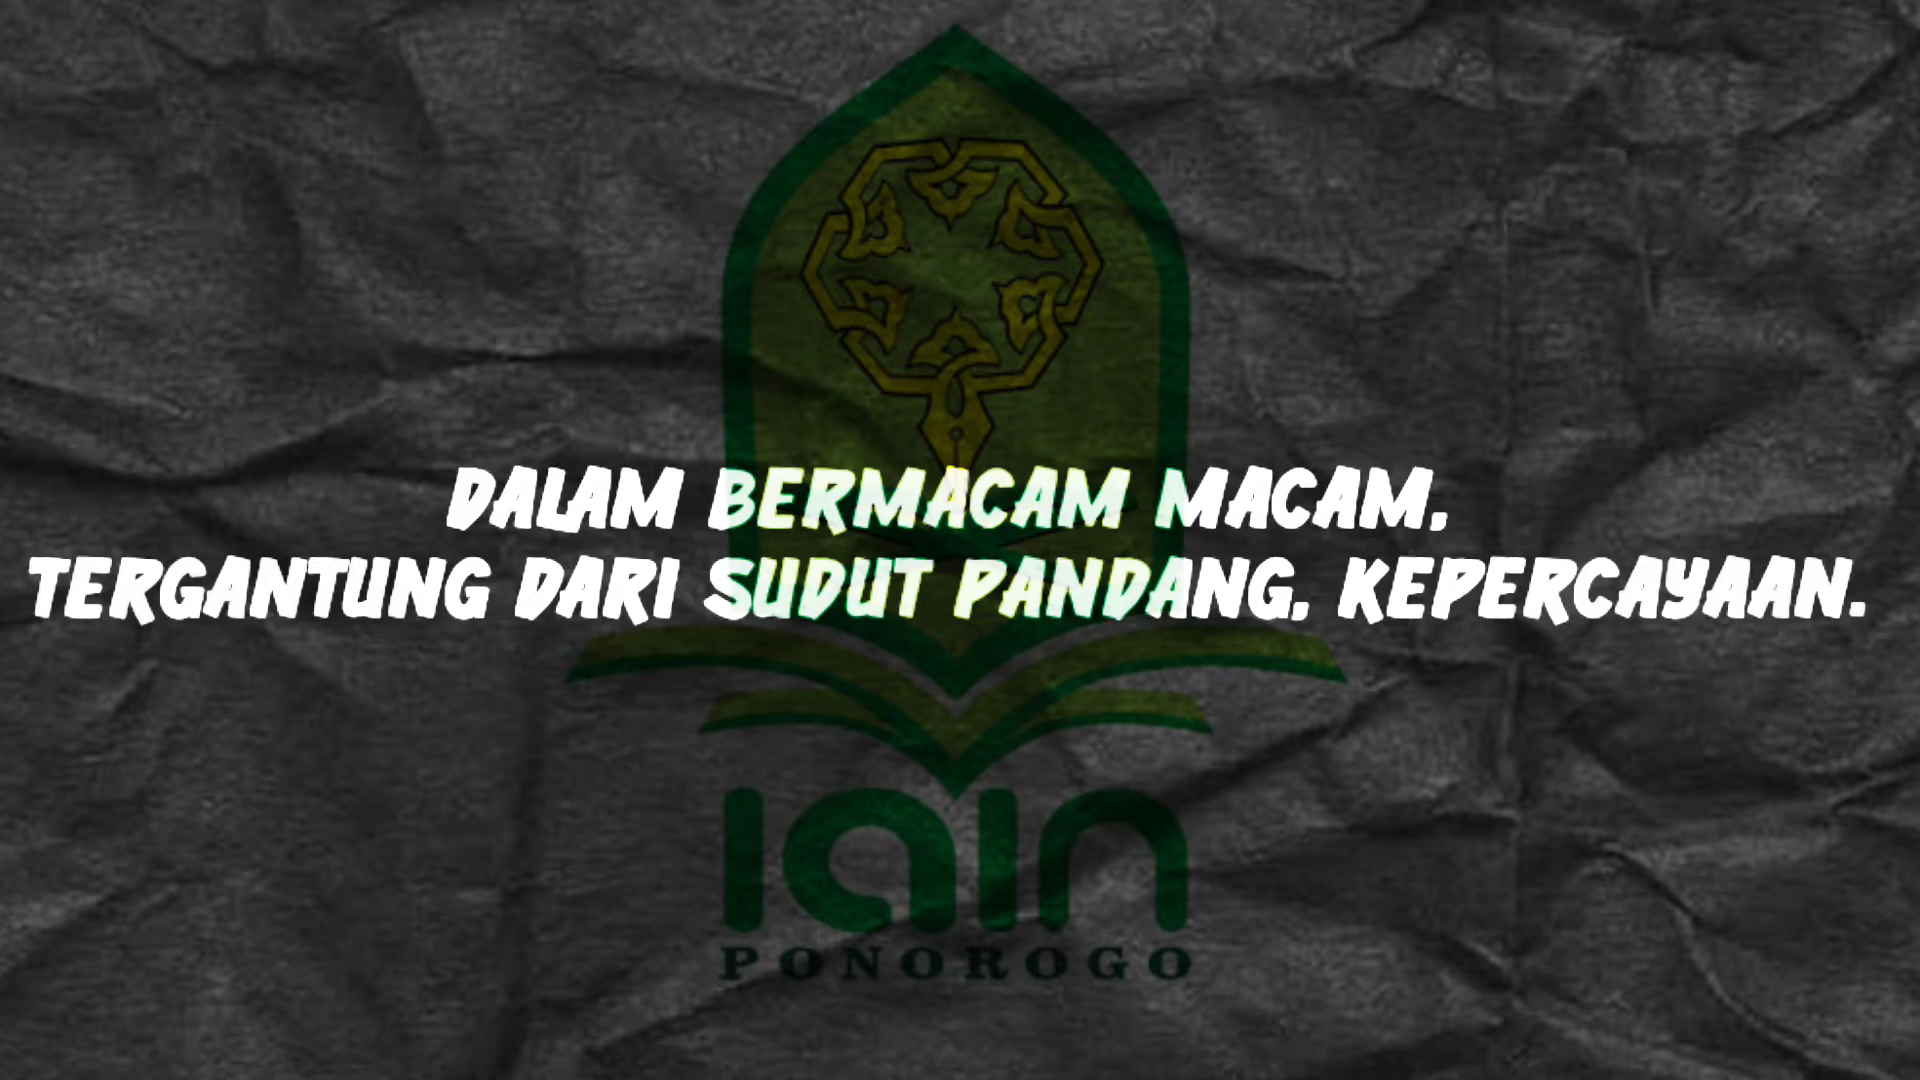 DALAM BERMACAM MACAM,
TERGANTUNG DARI SUDUT PANDANG, KEPERCAYAAN.
iain
PONOROGO